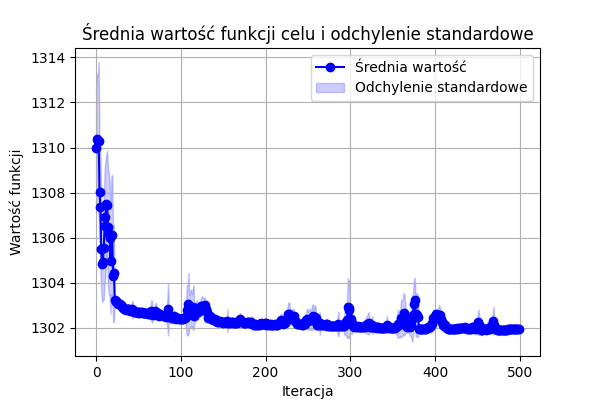 Średnia wartość funkcji celu i odchylenie standardowe
Średnia wartość
Odchylenie standardowe
Wartość funkcji
1314
1312
1310
1308
1306
1304
1302
0
100
200
300
400
500
Iteracja